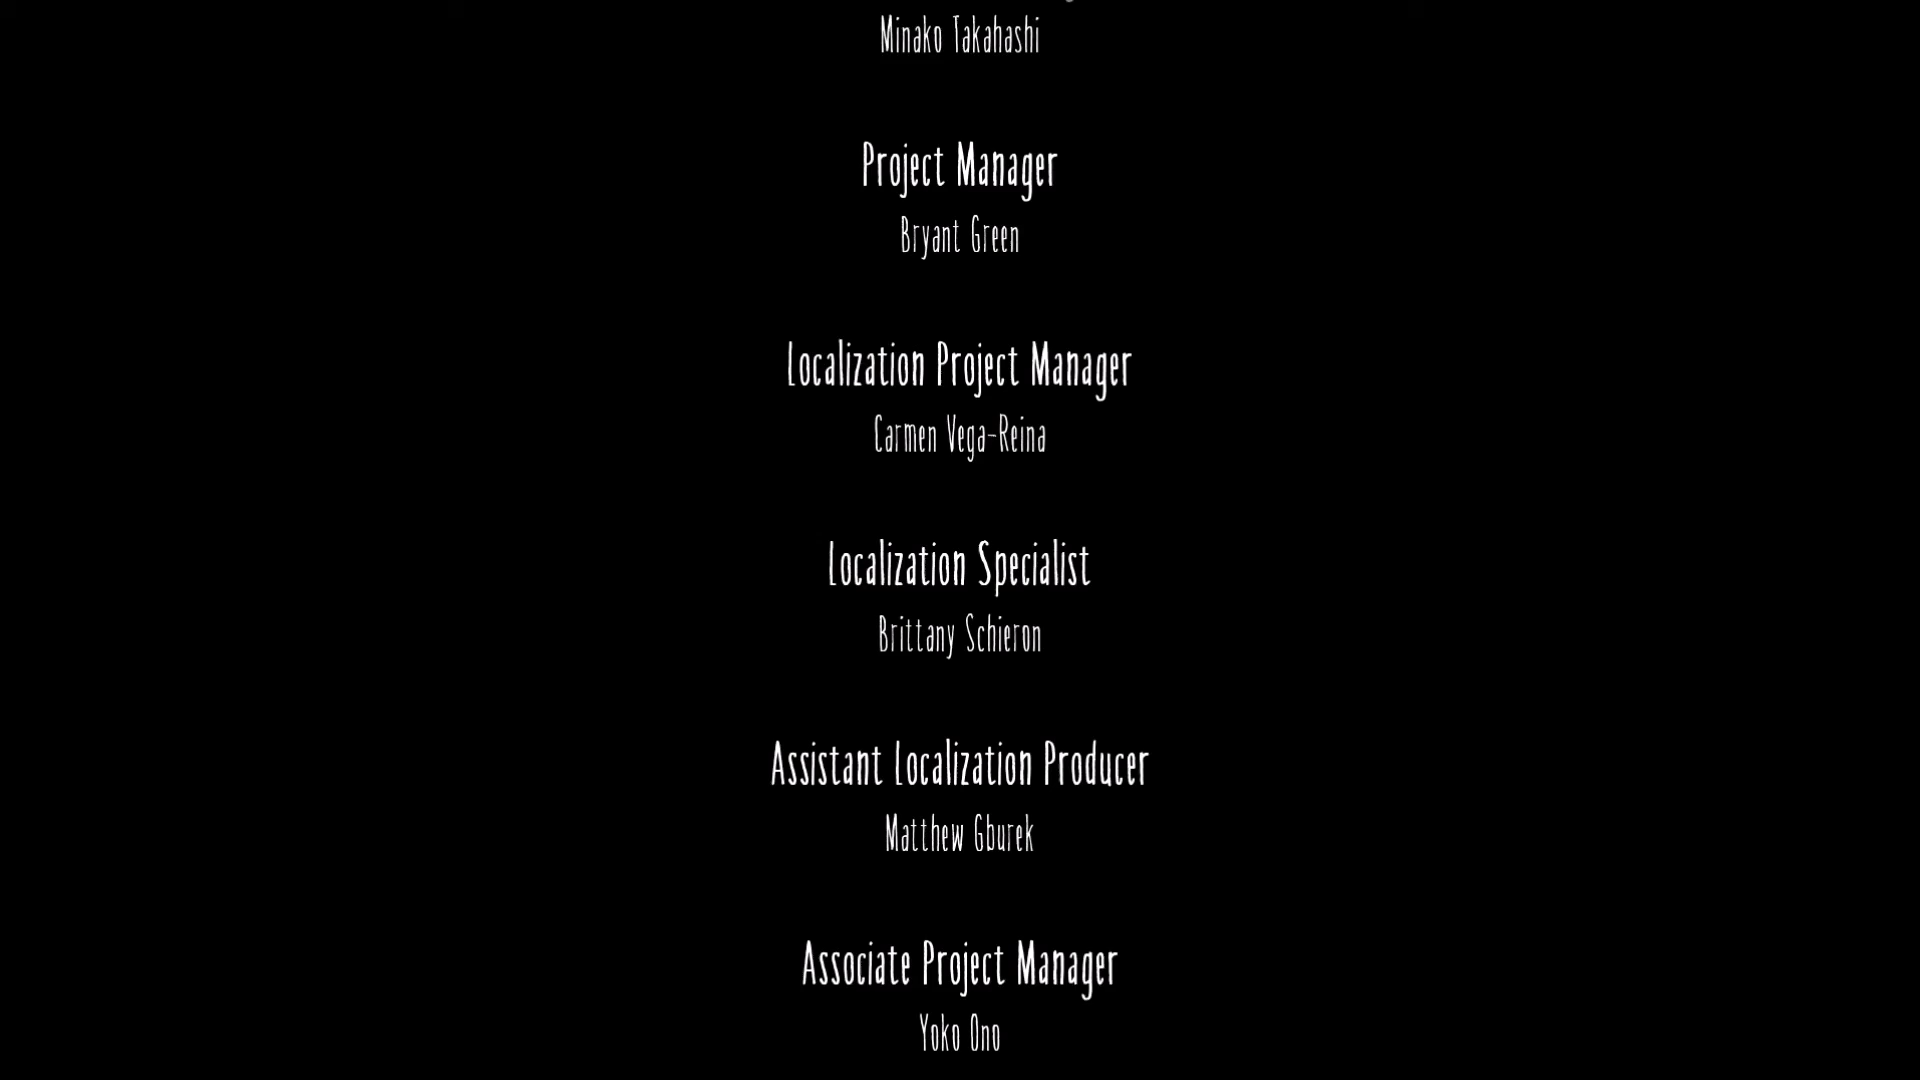 Minako Takahashi
Project Manager
Bryant Green
Localization Project Manager
Carmen Vega-Reina
Localization Specialist
Brittany Schieron
Assistant Localization Producer
Matthew Gburek
Associate Project Manager
Yoko Ono